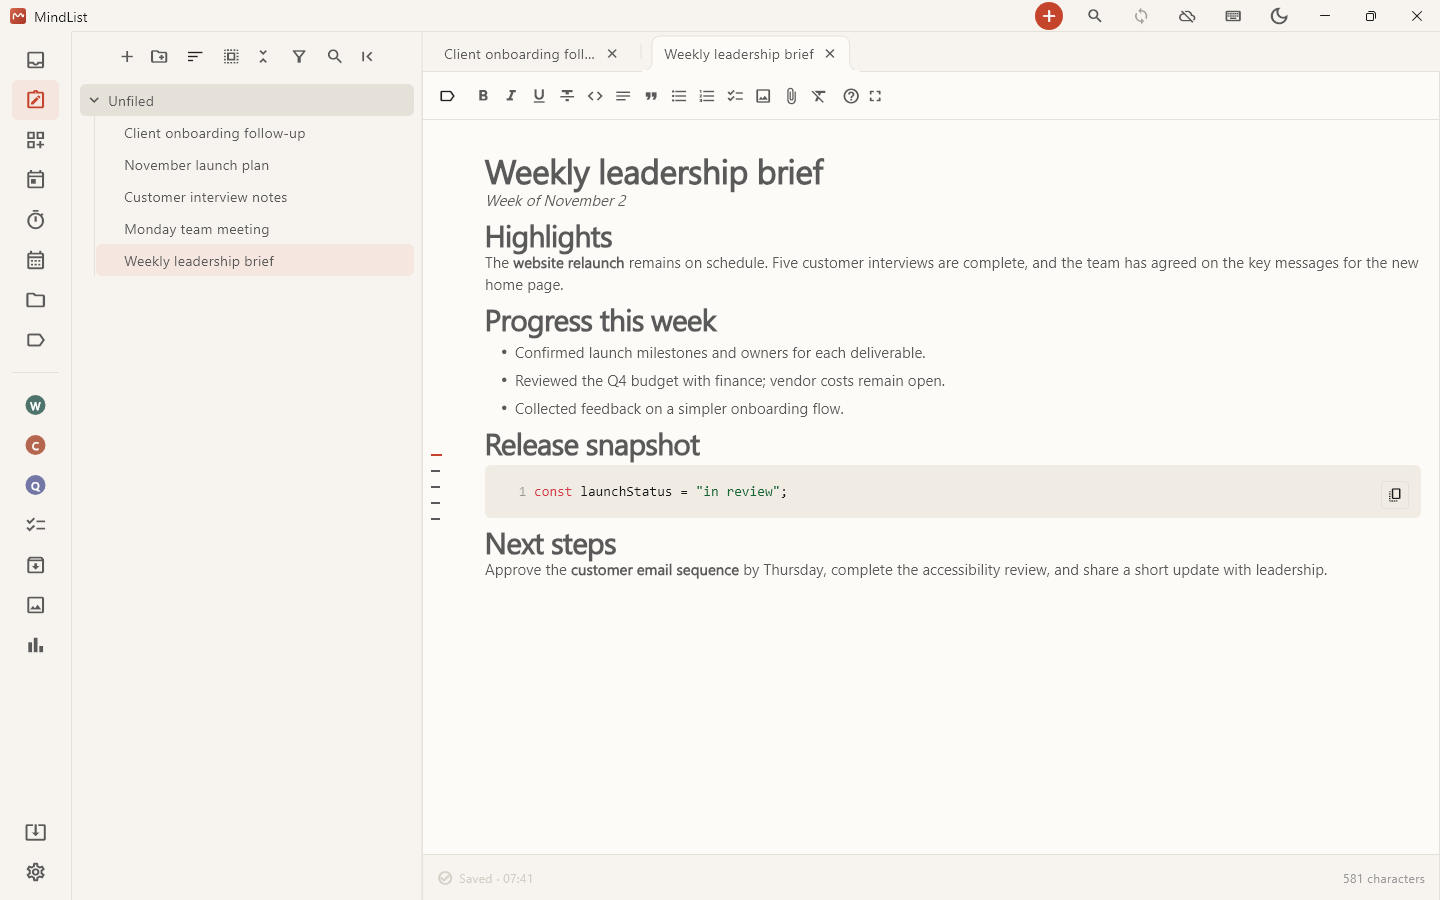 MindList
Client onboarding foll...
Weekly leadership brief
Unfiled
Client onboarding follow-up
November launch plan
Customer interview notes
Monday team meeting
Weekly leadership brief
W
C
Q
Weekly leadership brief
Week of November 2
Highlights
The website relaunch remains on schedule. Five customer interviews are complete, and the team has agreed on the key messages for the new
home page.
Progress this week
• Confirmed launch milestones and owners for each deliverable.
• Reviewed the Q4 budget with finance; vendor costs remain open.
• Collected feedback on a simpler onboarding flow.
Release snapshot
1 const launchStatus = "in review";
Next steps
Approve the customer email sequence by Thursday, complete the accessibility review, and share a short update with leadership.
Saved - 07:41
581 characters